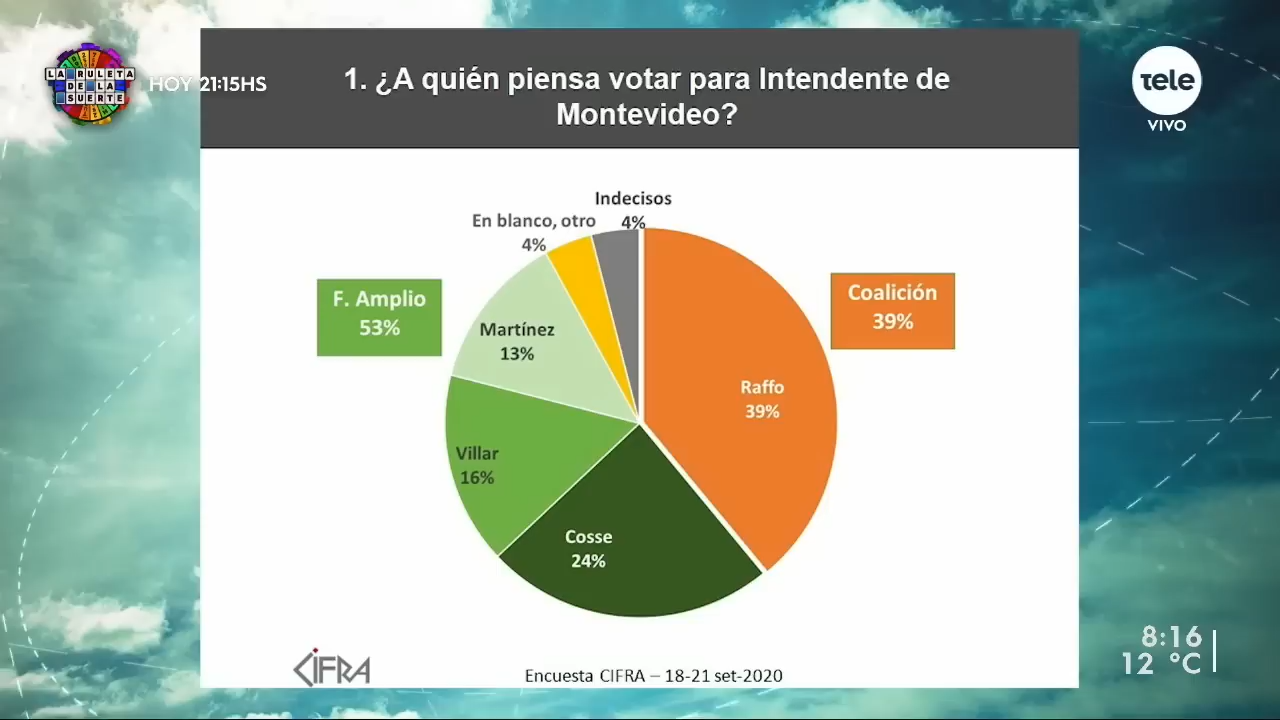 LA RULETA
DE LA
SUERTE
HOY 21:15HS
1. ¿A quién piensa votar para Intendente de
Montevideo?
tele
VIVO
Indecisos
4%
En blanco, otro
4%
F. Amplio
53%
Coalición
39%
Martínez
13%
Raffo
39%
Villar
16%
Cosse
24%
8:16
12 °C
CIFRA
Encuesta CIFRA – 18-21 set-2020